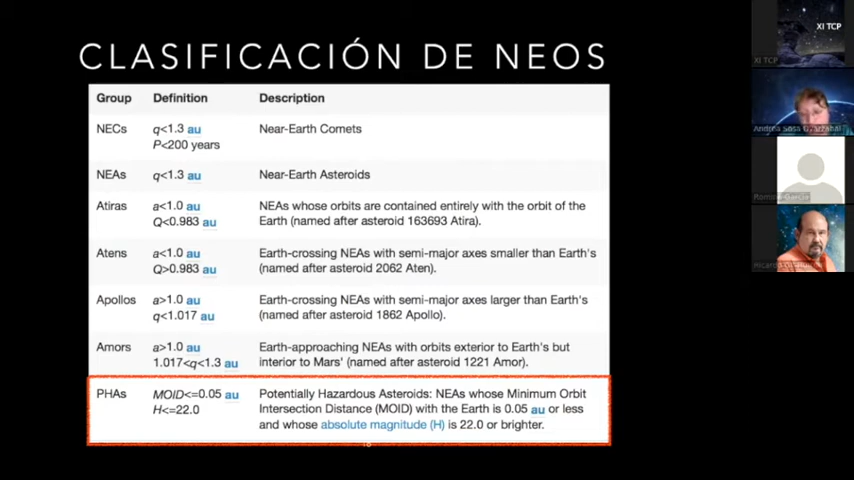 CLASIFICACIÓN DE NEOS
Group Definition Description
NECs q<1.3 au Near-Earth Comets
P<200 years
NEAs q<1.3 au Near-Earth Asteroids
Atiras a<1.0 au NEAs whose orbits are contained entirely with the orbit of the
Q<0.983 au Earth (named after asteroid 163693 Atira).
Atens a<1.0 au Earth-crossing NEAs with semi-major axes smaller than Earth's
Q>0.983 au (named after asteroid 2062 Aten).
Apollos a>1.0 au Earth-crossing NEAs with semi-major axes larger than Earth's
q<1.017 au (named after asteroid 1862 Apollo).
Amors a>1.0 au Earth-approaching NEAs with orbits exterior to Earth's but
1.017<q<1.3 au interior to Mars' (named after asteroid 1221 Amor).
PHAs MOID<=0.05 au Potentially Hazardous Asteroids: NEAs whose Minimum Orbit
H<=22.0 Intersection Distance (MOID) with the Earth is 0.05 au or less
and whose absolute magnitude (H) is 22.0 or brighter.
XI TCP
XI TCP
Andrea Sosa